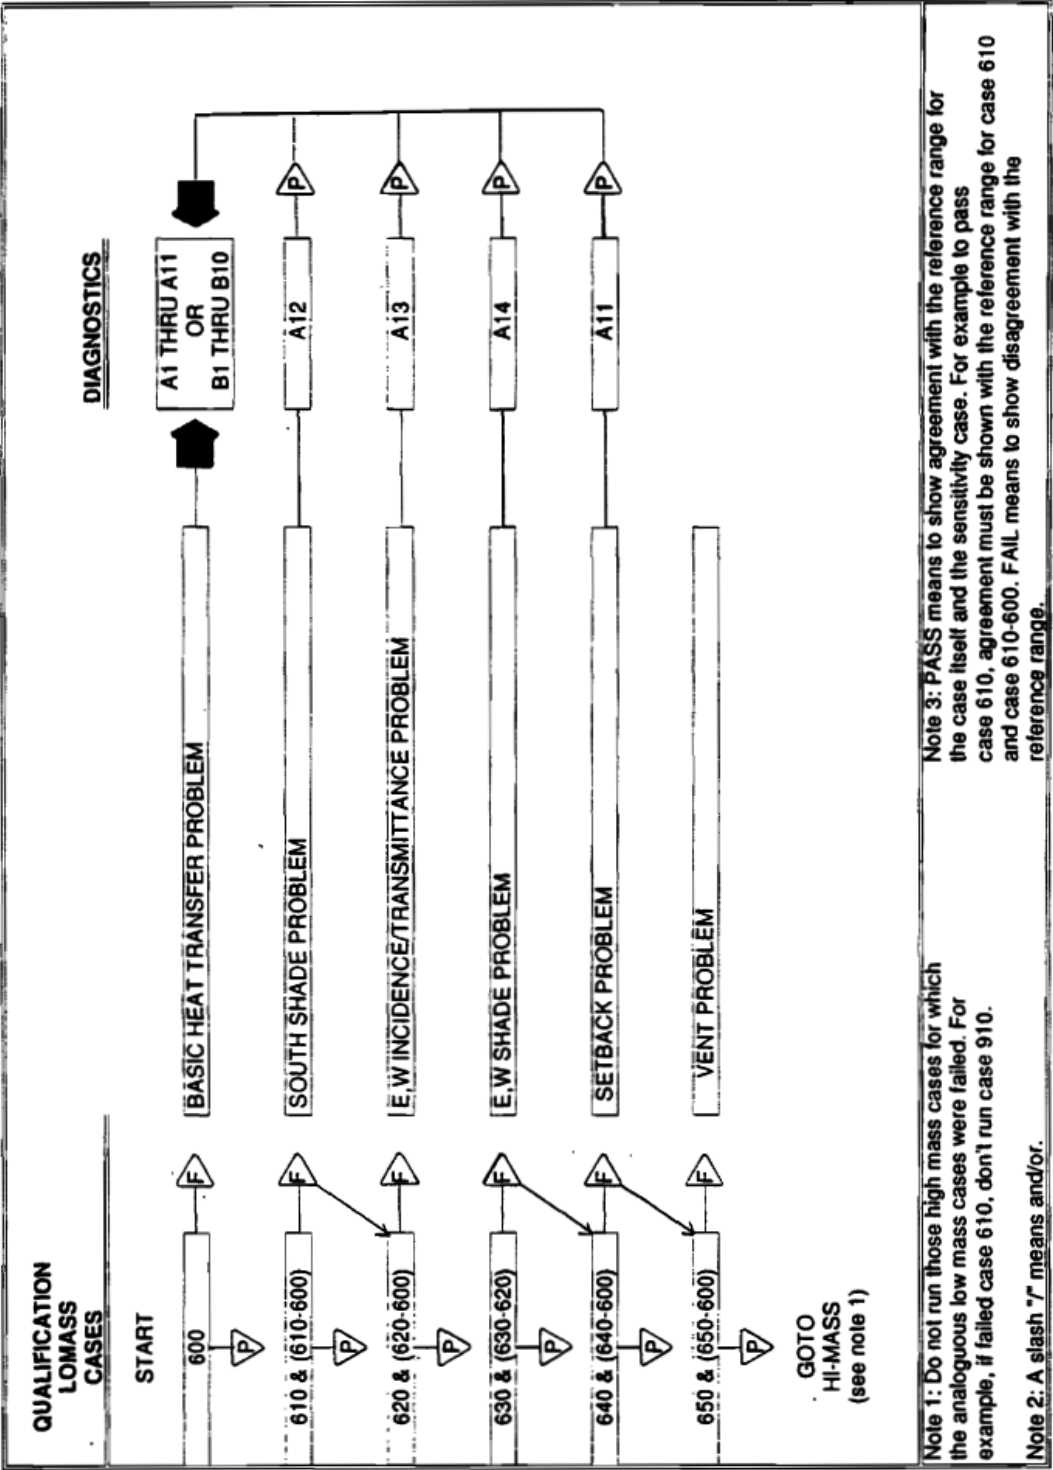 QUALIFICATION
LOMASS
CASES
DIAGNOSTICS
START
600
F
BASIC HEAT TRANSFER PROBLEM
A1 THRU A11
OR
B1 THRU B10
P
610 & (610-600)
F
SOUTH SHADE PROBLEM
A12
P
P
620 & (620-600)
F
E,W INCIDENCE/TRANSMITTANCE PROBLEM
A13
P
P
630 & (630-620)
F
E,W SHADE PROBLEM
A14
P
P
640 & (640-600)
F
SETBACK PROBLEM
A11
P
P
650 & (650-600)
F
VENT PROBLEM
P
GOTO
HI-MASS
(see note 1)
Note 1: Do not run those high mass cases for which
the analoguous low mass cases were failed. For
example, if failed case 610, don't run case 910.
Note 2: A slash "/" means and/or.
Note 3: PASS means to show agreement with the reference range for
the case itself and the sensitivity case. For example to pass
case 610, agreement must be shown with the reference range for case 610
and case 610-600. FAIL means to show disagreement with the
reference range.